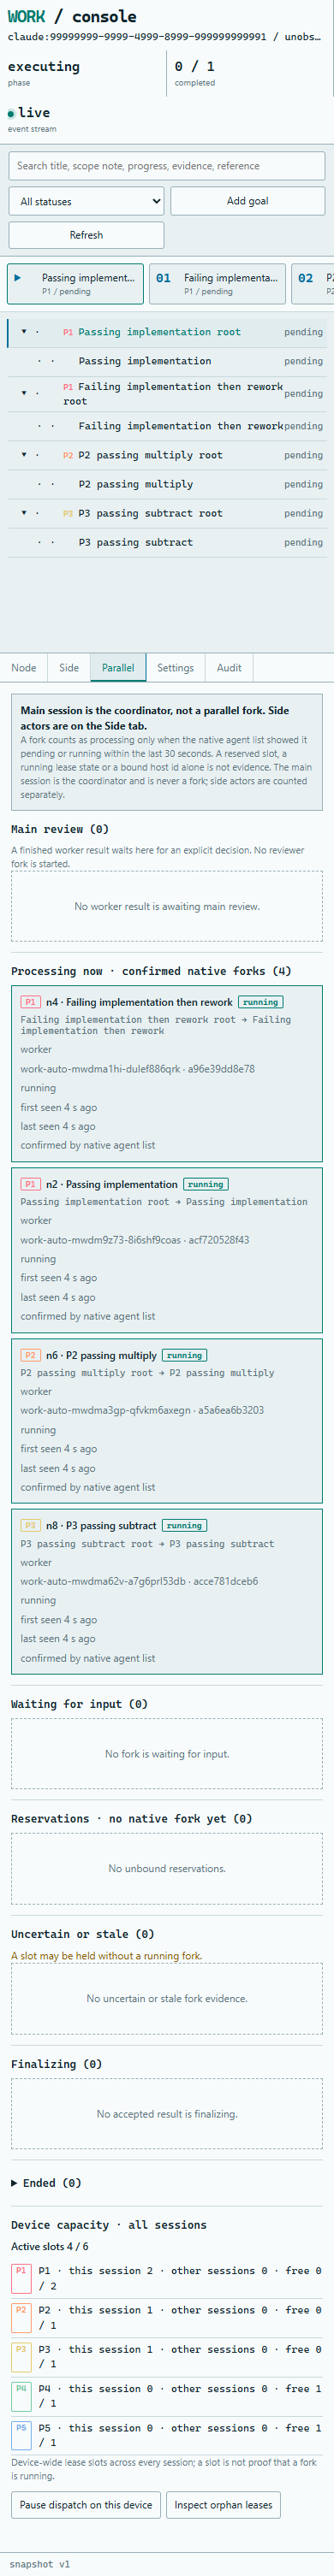 WORK / console
claude:99999999-9999-4999-8999-999999999991 / unobs…
executing
phase
0 / 1
completed
live
event stream
Search title, scope note, progress, evidence, reference
All statuses
Add goal
Refresh
▶ Passing implement...
P1 / pending
01 Failing implementa...
P1 / pending
02
▼ · P1 Passing implementation root pending
· · Passing implementation pending
▼ · P1 Failing implementation then rework root pending
· · Failing implementation then rework pending
▼ · P2 P2 passing multiply root pending
· · P2 passing multiply pending
▼ · P3 P3 passing subtract root pending
· · P3 passing subtract pending
Node
Side
Parallel
Settings
Audit
Main session is the coordinator, not a parallel fork. Side
actors are on the Side tab.
A fork counts as processing only when the native agent list showed it
pending or running within the last 30 seconds. A reserved slot, a
running lease state or a bound host id alone is not evidence. The main
session is the coordinator and is never a fork; side actors are counted
separately.
Main review (0)
A finished worker result waits here for an explicit decision. No reviewer
fork is started.
No worker result is awaiting main review.
Processing now · confirmed native forks (4)
P1 n4 · Failing implementation then rework running
Failing implementation then rework root → Failing
implementation then rework
worker
work-auto-mwdma1hi-dulef886qrk · a96e39dd8e78
running
first seen 4 s ago
last seen 4 s ago
confirmed by native agent list
P1 n2 · Passing implementation running
Passing implementation root → Passing implementation
worker
work-auto-mwdm9z73-8i6shf9coas · acf720528f43
running
first seen 4 s ago
last seen 4 s ago
confirmed by native agent list
P2 n6 · P2 passing multiply running
P2 passing multiply root → P2 passing multiply
worker
work-auto-mwdma3gp-qfvkm6axegn · a5a6ea6b3203
running
first seen 4 s ago
last seen 4 s ago
confirmed by native agent list
P3 n8 · P3 passing subtract running
P3 passing subtract root → P3 passing subtract
worker
work-auto-mwdma62v-a7g6prl53db · acce781dceb6
running
first seen 4 s ago
last seen 4 s ago
confirmed by native agent list
Waiting for input (0)
No fork is waiting for input.
Reservations · no native fork yet (0)
No unbound reservations.
Uncertain or stale (0)
A slot may be held without a running fork.
No uncertain or stale fork evidence.
Finalizing (0)
No accepted result is finalizing.
▶ Ended (0)
Device capacity · all sessions
Active slots 4 / 6
P1 P1 · this session 2 · other sessions 0 · free 0
/ 2
P2 P2 · this session 1 · other sessions 0 · free 0
/ 1
P3 P3 · this session 1 · other sessions 0 · free 0
/ 1
P4 P4 · this session 0 · other sessions 0 · free 1
/ 1
P5 P5 · this session 0 · other sessions 0 · free 1
/ 1
Device-wide lease slots across every session; a slot is not proof that a fork
is running.
Pause dispatch on this device
Inspect orphan leases
snapshot v1